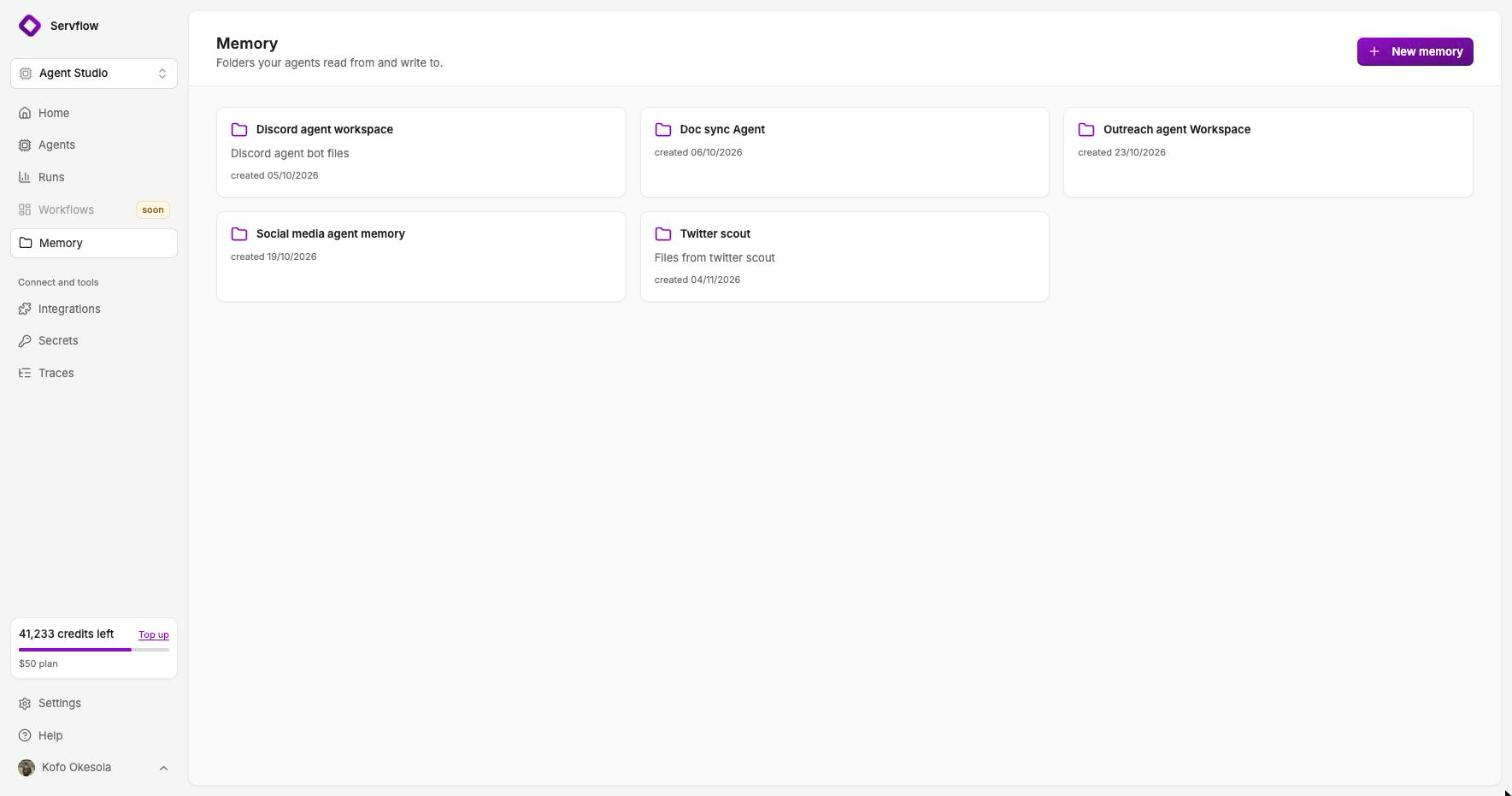 Servflow
Agent Studio
Home
Agents
Runs
Workflows soon
Memory
Connect and tools
Integrations
Secrets
Traces
41,233 credits left Top up
$50 plan
Settings
Help
Kofo Okesola
Memory
Folders your agents read from and write to.
New memory
Discord agent workspace
Discord agent bot files
created 05/10/2026
Doc sync Agent
created 06/10/2026
Outreach agent Workspace
created 23/10/2026
Social media agent memory
created 19/10/2026
Twitter scout
Files from twitter scout
created 04/11/2026